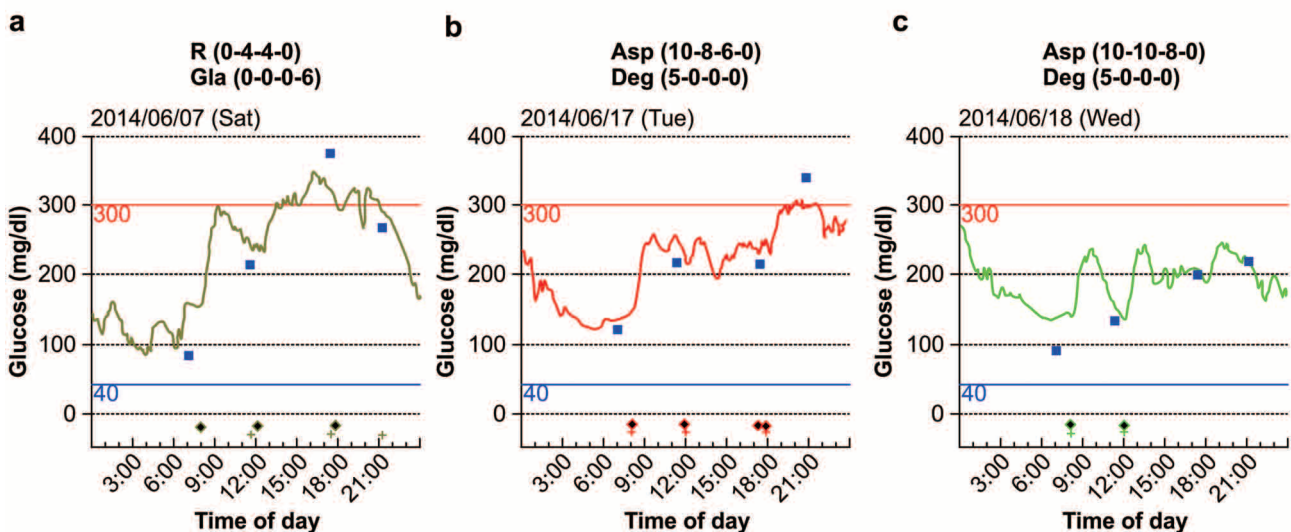 a
R (0-4-4-0)
Gla (0-0-0-6)
2014/06/07 (Sat)
Glucose (mg/dl)
400
300
200
100
0
300
40
3:00
6:00
9:00
12:00
15:00
18:00
21:00
Time of day
b
Asp (10-8-6-0)
Deg (5-0-0-0)
2014/06/17 (Tue)
Glucose (mg/dl)
400
300
200
100
0
300
40
3:00
6:00
9:00
12:00
15:00
18:00
21:00
Time of day
c
Asp (10-10-8-0)
Deg (5-0-0-0)
2014/06/18 (Wed)
Glucose (mg/dl)
400
300
200
100
0
300
40
3:00
6:00
9:00
12:00
15:00
18:00
21:00
Time of day